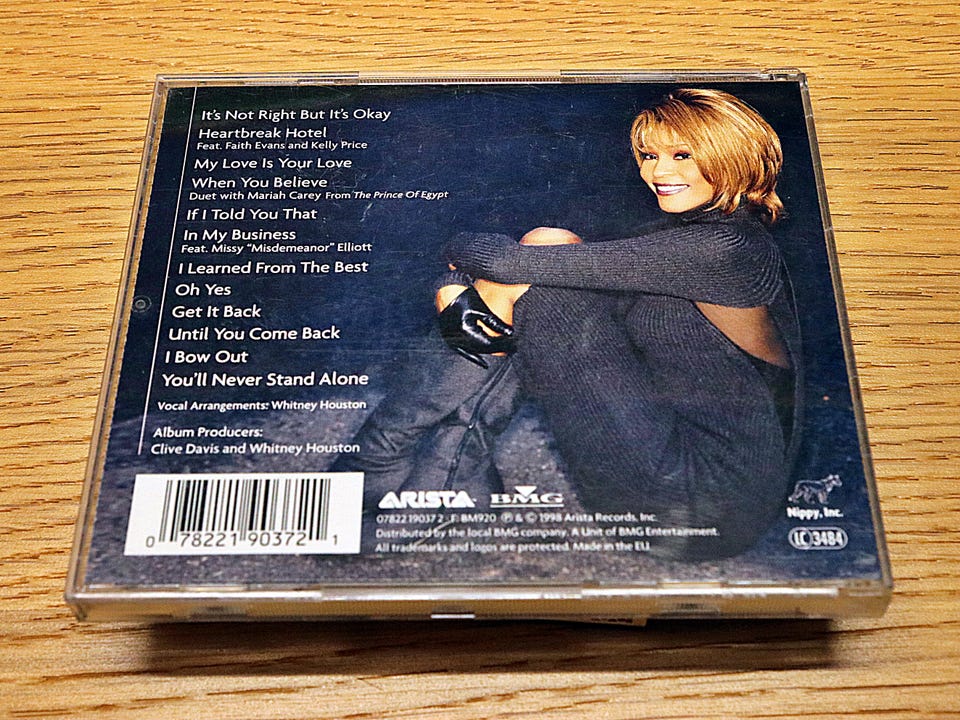 It's Not Right But It's Okay
Heartbreak Hotel
Feat. Faith Evans and Kelly Price
My Love Is Your Love
When You Believe
Duet with Mariah Carey From The Prince Of Egypt
If I Told You That
In My Business
Feat. Missy "Misdemeanor" Elliott
I Learned From The Best
Oh Yes
Get It Back
Until You Come Back
I Bow Out
You'll Never Stand Alone
Vocal Arrangements: Whitney Houston
Album Producers:
Clive Davis and Whitney Houston
0 78221 90372 1
ARISTA BMG
07822 19037 2 · F: BM920 ℗ & © 1998 Arista Records, Inc.
Distributed by the local BMG company. A Unit of BMG Entertainment.
All trademarks and logos are protected. Made in the EU.
Nippy, Inc.
LC 3484